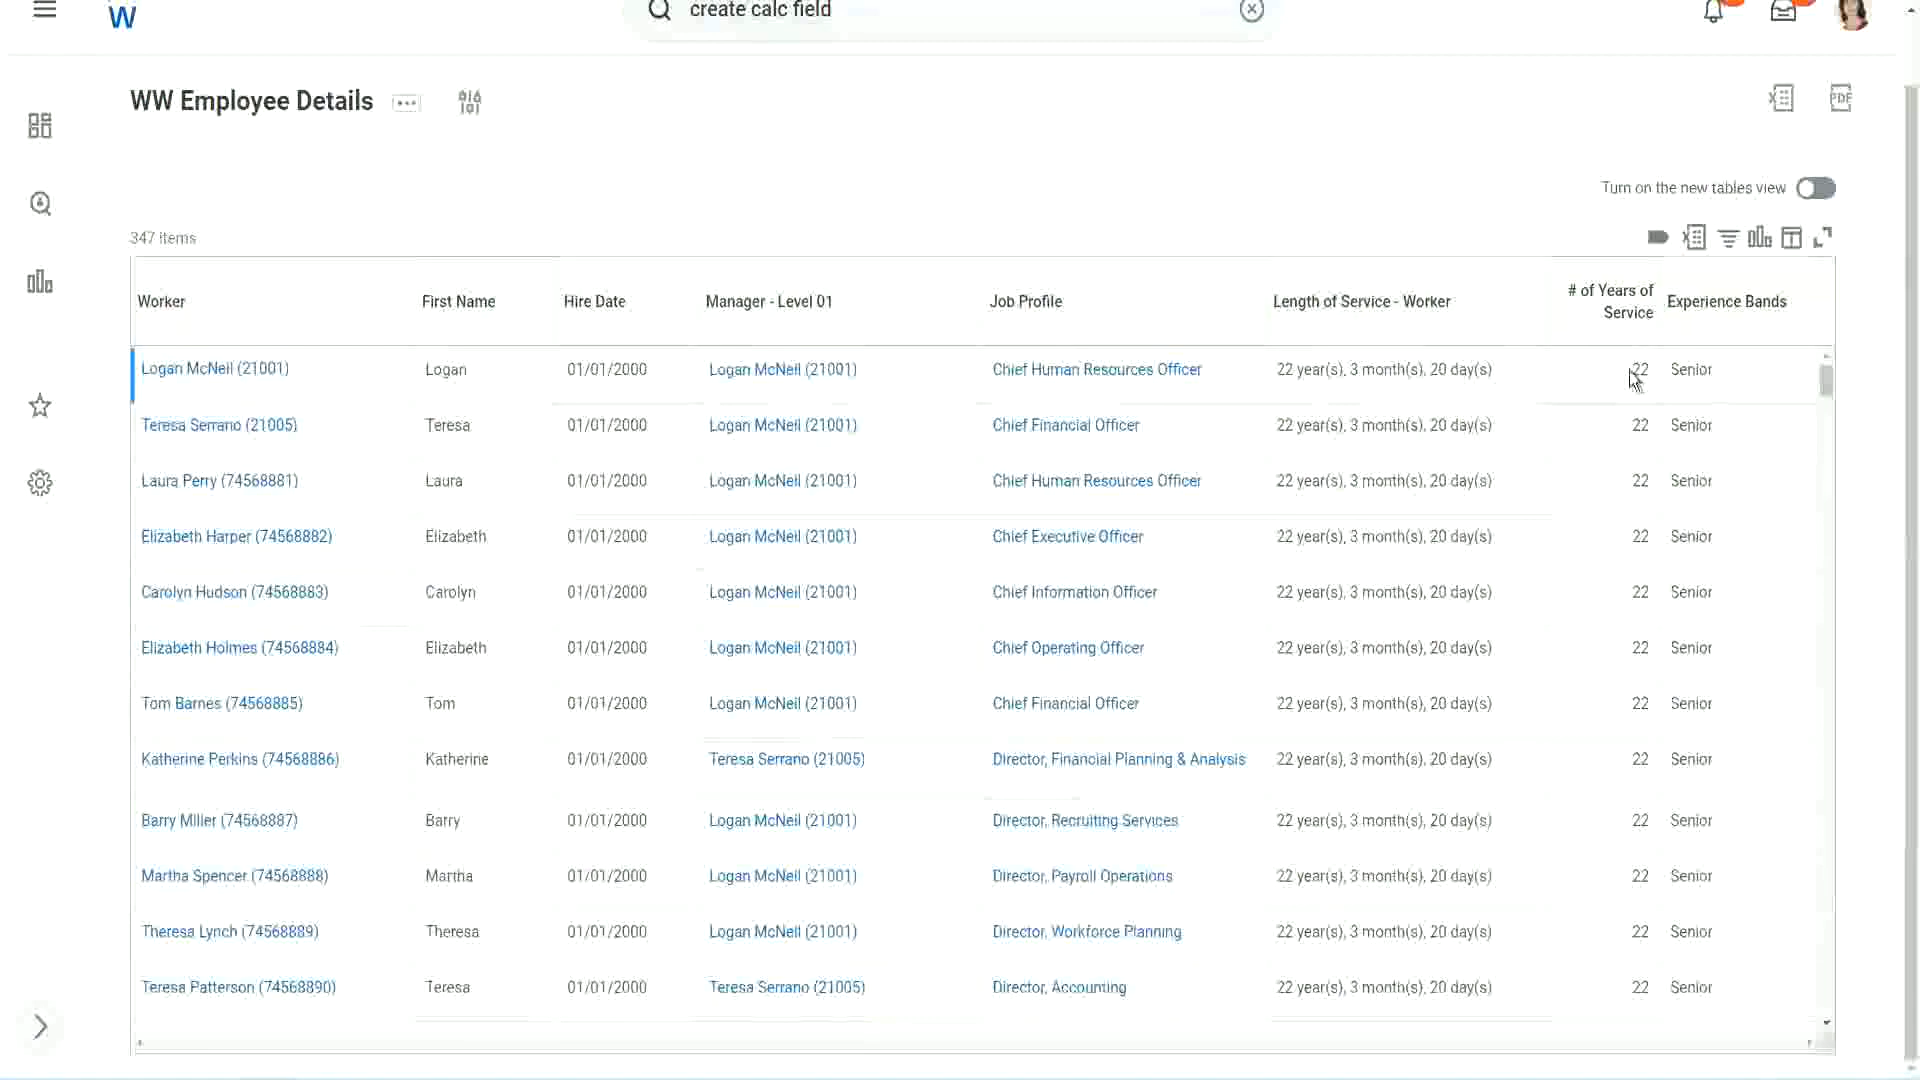 W
create calc field
WW Employee Details
PDF
Turn on the new tables view
347 items
Worker First Name Hire Date Manager - Level 01 Job Profile Length of Service - Worker # of Years of Service Experience Bands
Logan McNeil (21001) Logan 01/01/2000 Logan McNeil (21001) Chief Human Resources Officer 22 year(s), 3 month(s), 20 day(s) 22 Senior
Teresa Serrano (21005) Teresa 01/01/2000 Logan McNeil (21001) Chief Financial Officer 22 year(s), 3 month(s), 20 day(s) 22 Senior
Laura Perry (74568881) Laura 01/01/2000 Logan McNeil (21001) Chief Human Resources Officer 22 year(s), 3 month(s), 20 day(s) 22 Senior
Elizabeth Harper (74568882) Elizabeth 01/01/2000 Logan McNeil (21001) Chief Executive Officer 22 year(s), 3 month(s), 20 day(s) 22 Senior
Carolyn Hudson (74568883) Carolyn 01/01/2000 Logan McNeil (21001) Chief Information Officer 22 year(s), 3 month(s), 20 day(s) 22 Senior
Elizabeth Holmes (74568884) Elizabeth 01/01/2000 Logan McNeil (21001) Chief Operating Officer 22 year(s), 3 month(s), 20 day(s) 22 Senior
Tom Barnes (74568885) Tom 01/01/2000 Logan McNeil (21001) Chief Financial Officer 22 year(s), 3 month(s), 20 day(s) 22 Senior
Katherine Perkins (74568886) Katherine 01/01/2000 Teresa Serrano (21005) Director, Financial Planning & Analysis 22 year(s), 3 month(s), 20 day(s) 22 Senior
Barry Miller (74568887) Barry 01/01/2000 Logan McNeil (21001) Director, Recruiting Services 22 year(s), 3 month(s), 20 day(s) 22 Senior
Martha Spencer (74568888) Martha 01/01/2000 Logan McNeil (21001) Director, Payroll Operations 22 year(s), 3 month(s), 20 day(s) 22 Senior
Theresa Lynch (74568889) Theresa 01/01/2000 Logan McNeil (21001) Director, Workforce Planning 22 year(s), 3 month(s), 20 day(s) 22 Senior
Teresa Patterson (74568890) Teresa 01/01/2000 Teresa Serrano (21005) Director, Accounting 22 year(s), 3 month(s), 20 day(s) 22 Senior